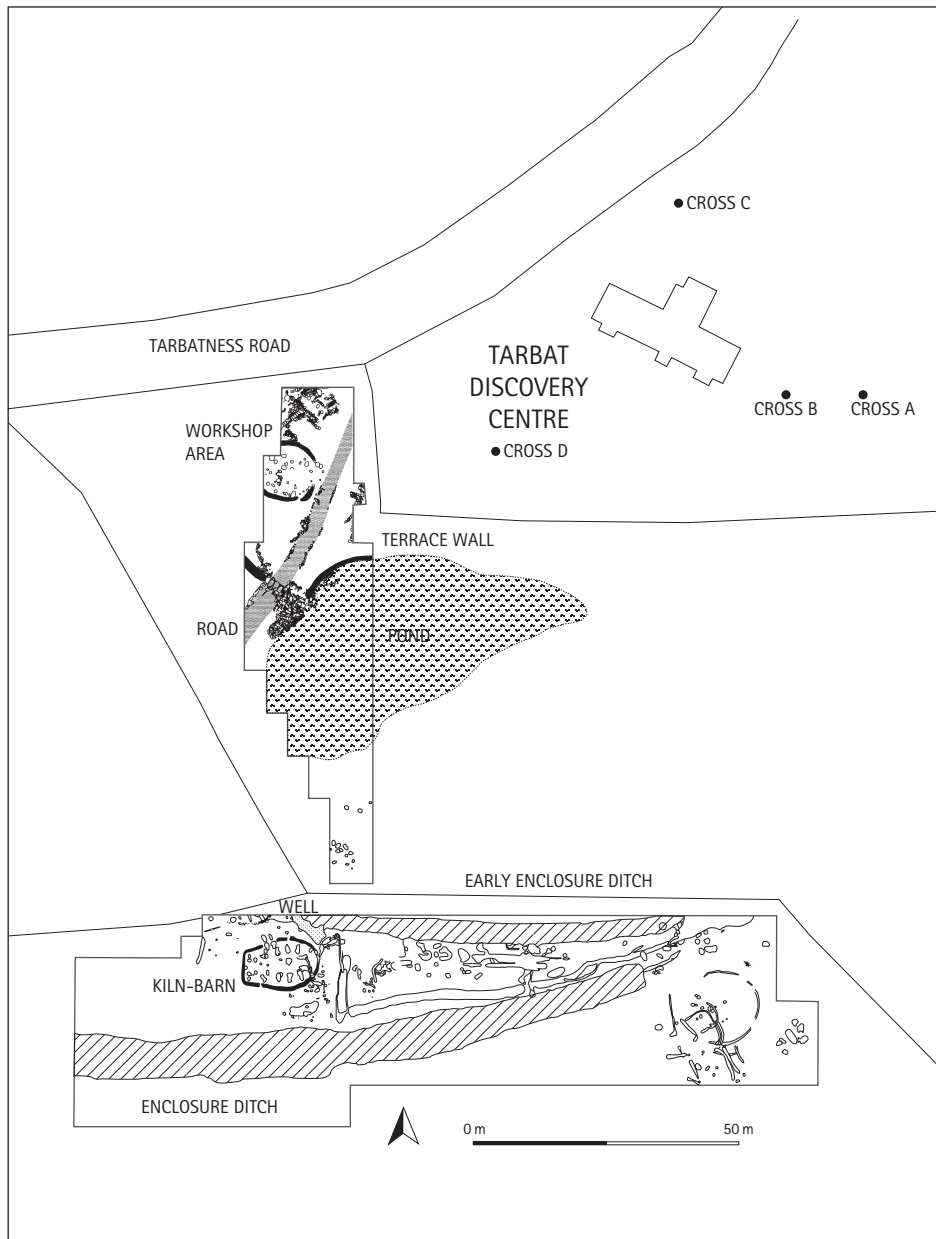 CROSS C
TARBATNESS ROAD
TARBAT
DISCOVERY
CENTRE
CROSS B
CROSS A
WORKSHOP
AREA
CROSS D
TERRACE WALL
ROAD
POND
EARLY ENCLOSURE DITCH
WELL
KILN-BARN
ENCLOSURE DITCH
0 m
50 m